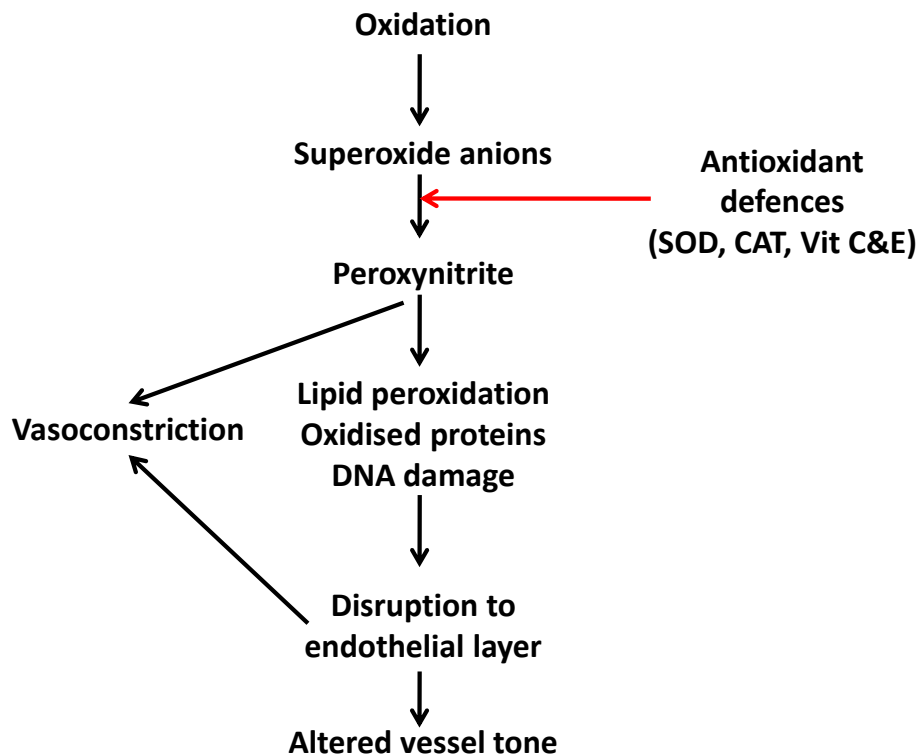 Oxidation
Superoxide anions
Antioxidant
defences
(SOD, CAT, Vit C&E)
Peroxynitrite
Lipid peroxidation
Oxidised proteins
DNA damage
Vasoconstriction
Disruption to
endothelial layer
Altered vessel tone